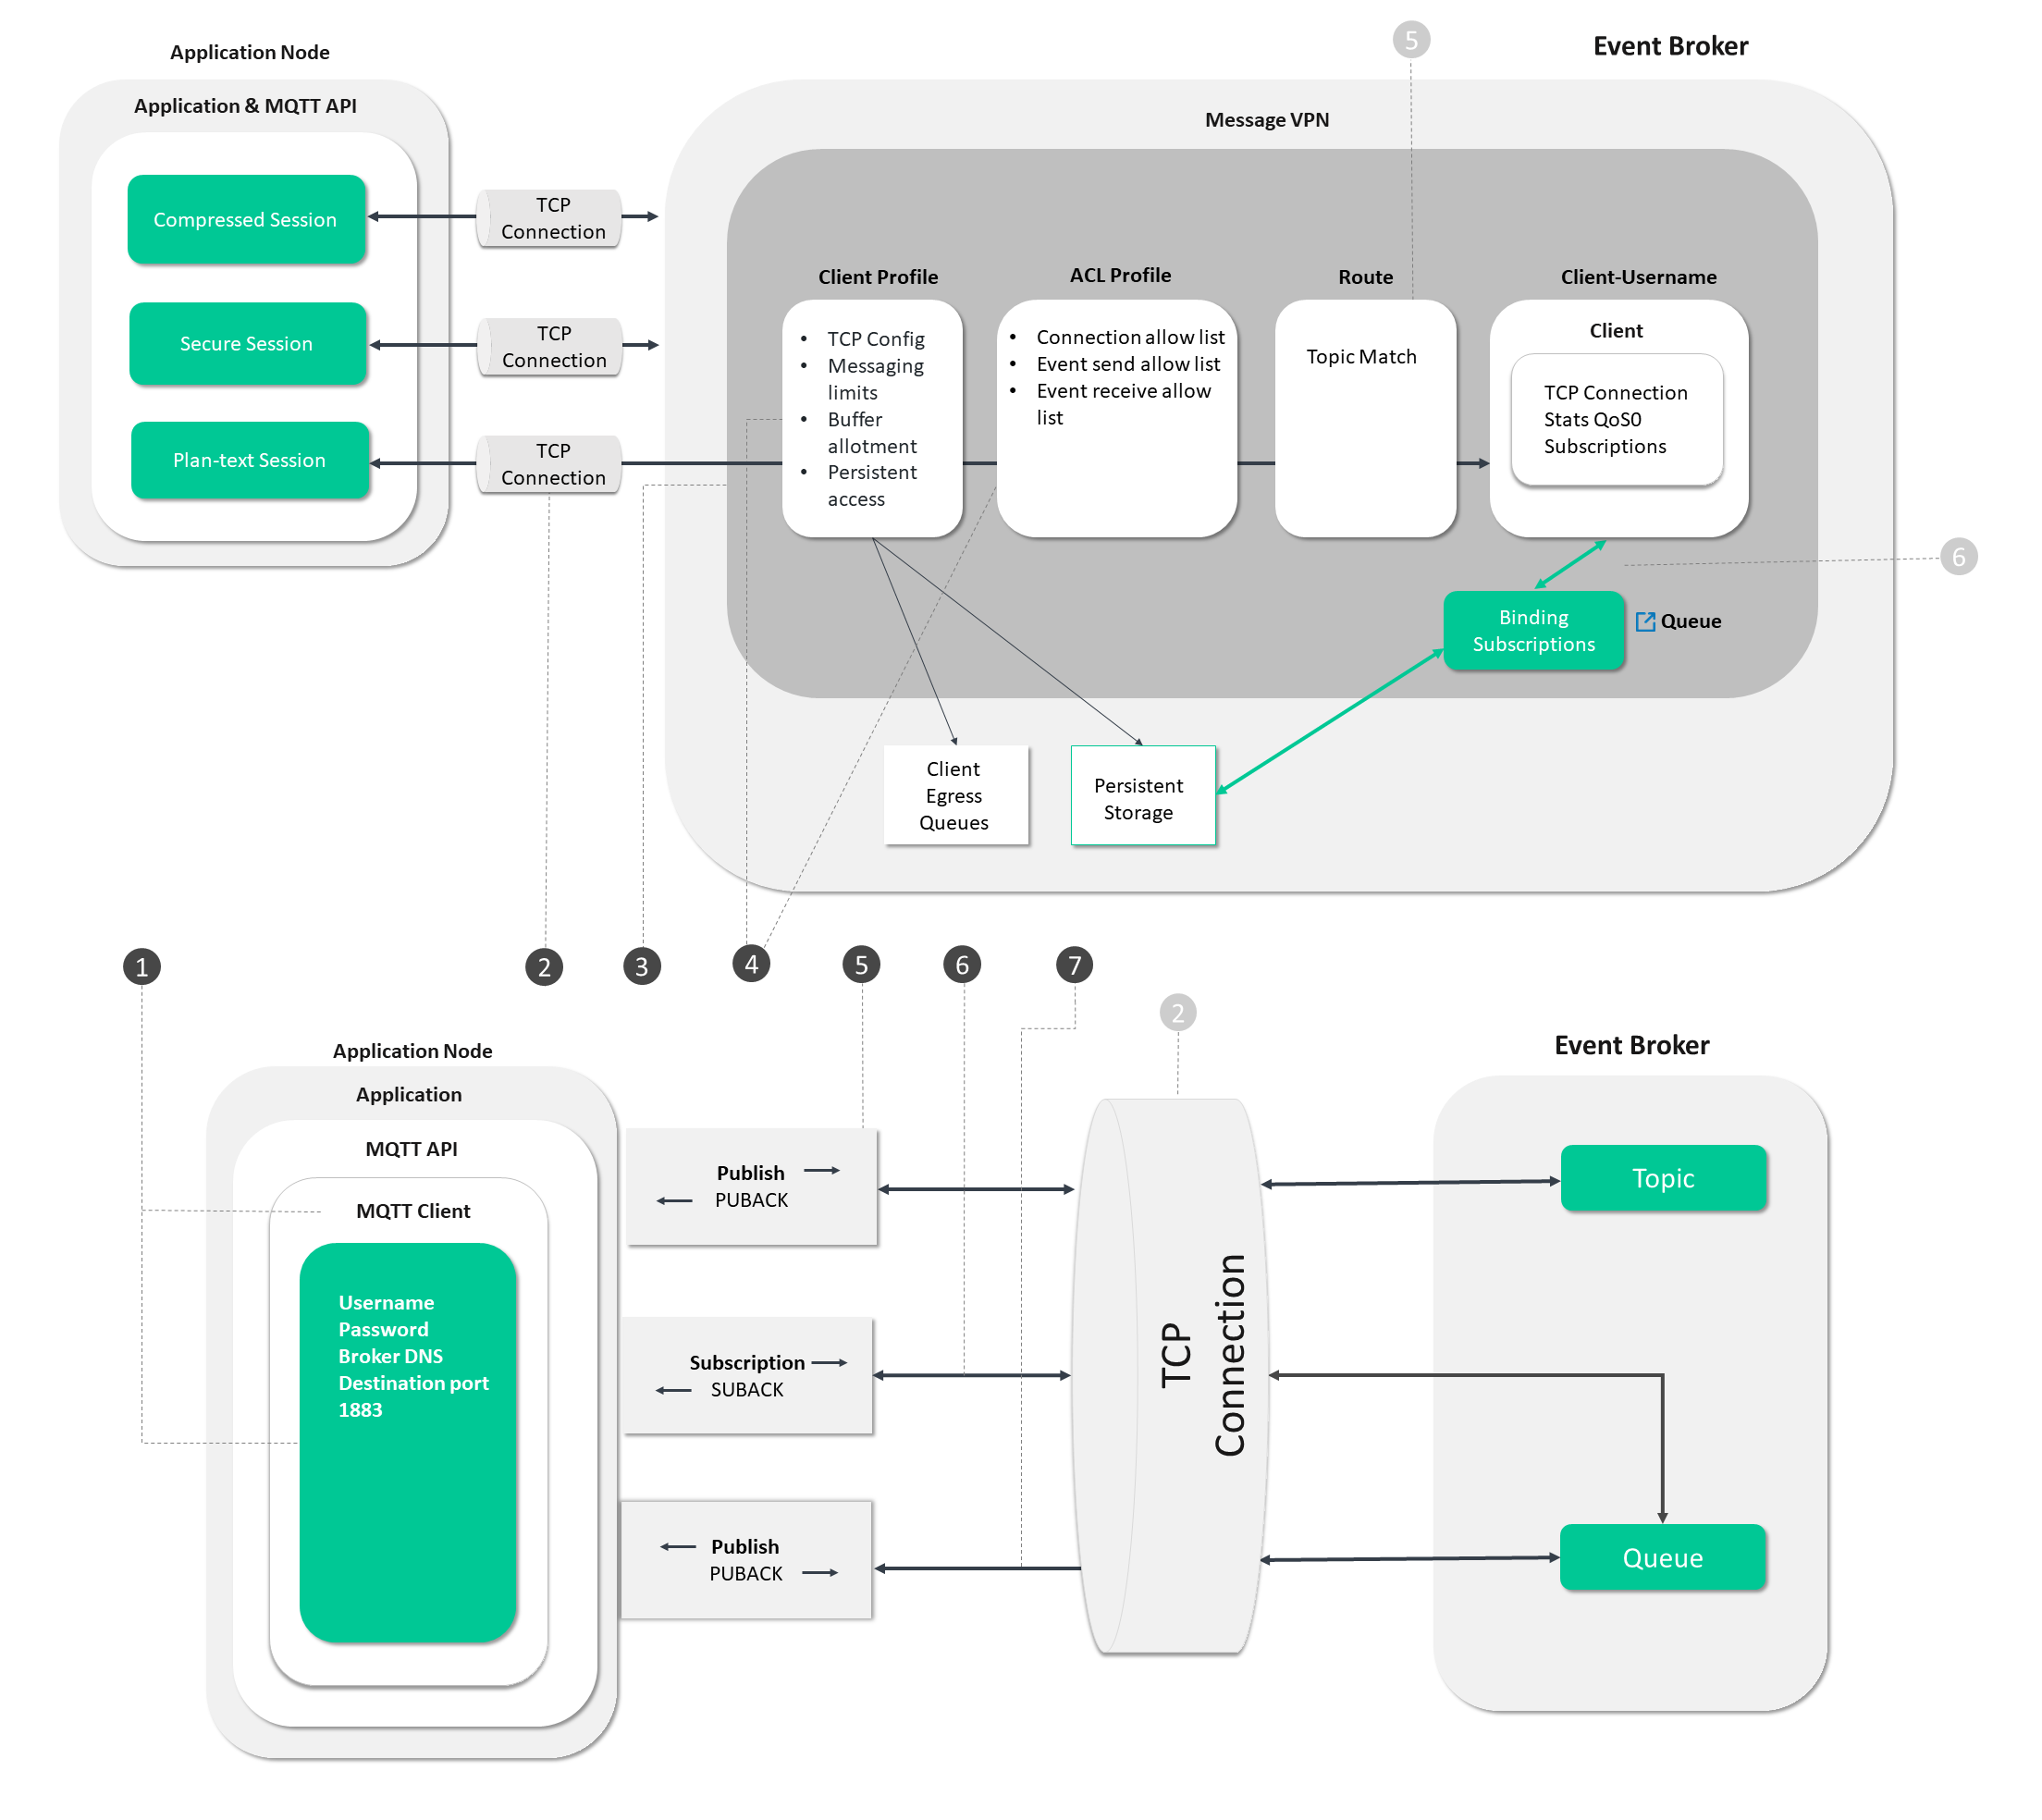 5
Event Broker
Application Node
Application & MQTT API
Message VPN
Compressed Session
TCP
Connection
Secure Session
TCP
Connection
Plan-text Session
TCP
Connection
Client Profile
• TCP Config
• Messaging
limits
• Buffer
allotment
• Persistent
access
ACL Profile
• Connection allow list
• Event send allow list
• Event receive allow
list
Route
Topic Match
Client-Username
Client
TCP Connection
Stats QoS0
Subscriptions
6
Binding
Subscriptions
Queue
Client
Egress
Queues
Persistent
Storage
1
2
3
4
5
6
7
2
Application Node
Application
MQTT API
MQTT Client
Username
Password
Broker DNS
Destination port
1883
Publish
PUBACK
Subscription
SUBACK
Publish
PUBACK
TCP
Connection
Event Broker
Topic
Queue